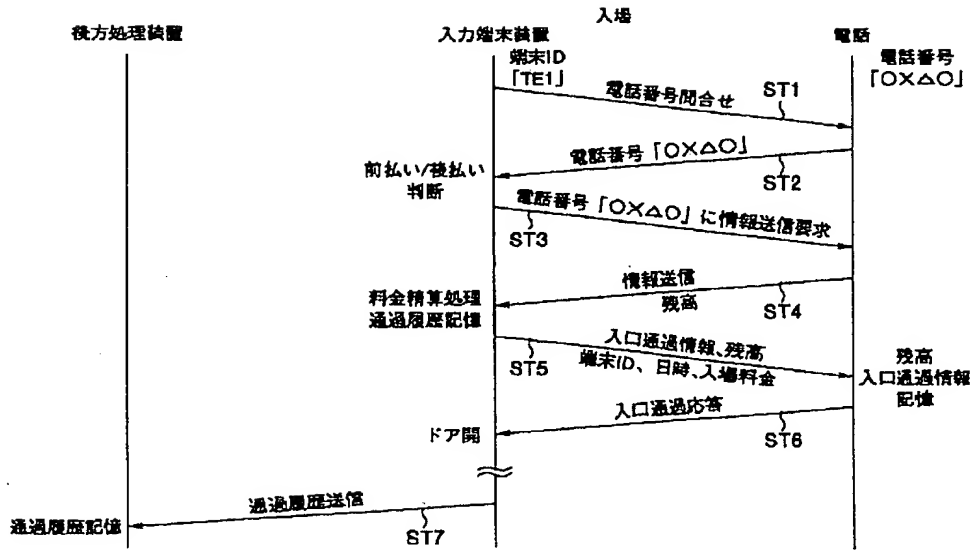 入場
後方処理装置
入力端末装置
電話
端末ID
「TE1」
電話番号
「〇×△〇」
電話番号問合せ
ST1
電話番号「〇×△〇」
ST2
前払い/後払い
判断
電話番号「〇×△〇」に情報送信要求
ST3
情報送信
残高
ST4
料金精算処理
通過履歴記憶
入口通過情報、残高
端末ID、日時、入場料金
ST5
残高
入口通過情報
記憶
入口通過応答
ST6
ドア開
通過履歴送信
ST7
通過履歴記憶